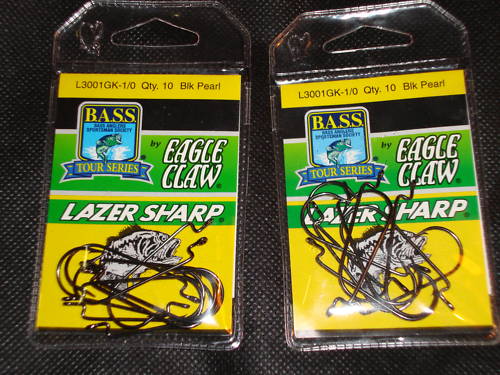 L3001GK-1/0 Qty. 10 Blk Pearl
B.A.S.S.
BASS ANGLERS
SPORTSMAN SOCIETY
TOUR SERIES
by
EAGLE
CLAW
LAZER SHARP
L3001GK-1/0 Qty. 10 Blk Pearl
B.A.S.S.
BASS ANGLERS
SPORTSMAN SOCIETY
TOUR SERIES
by
EAGLE
CLAW
LAZER SHARP